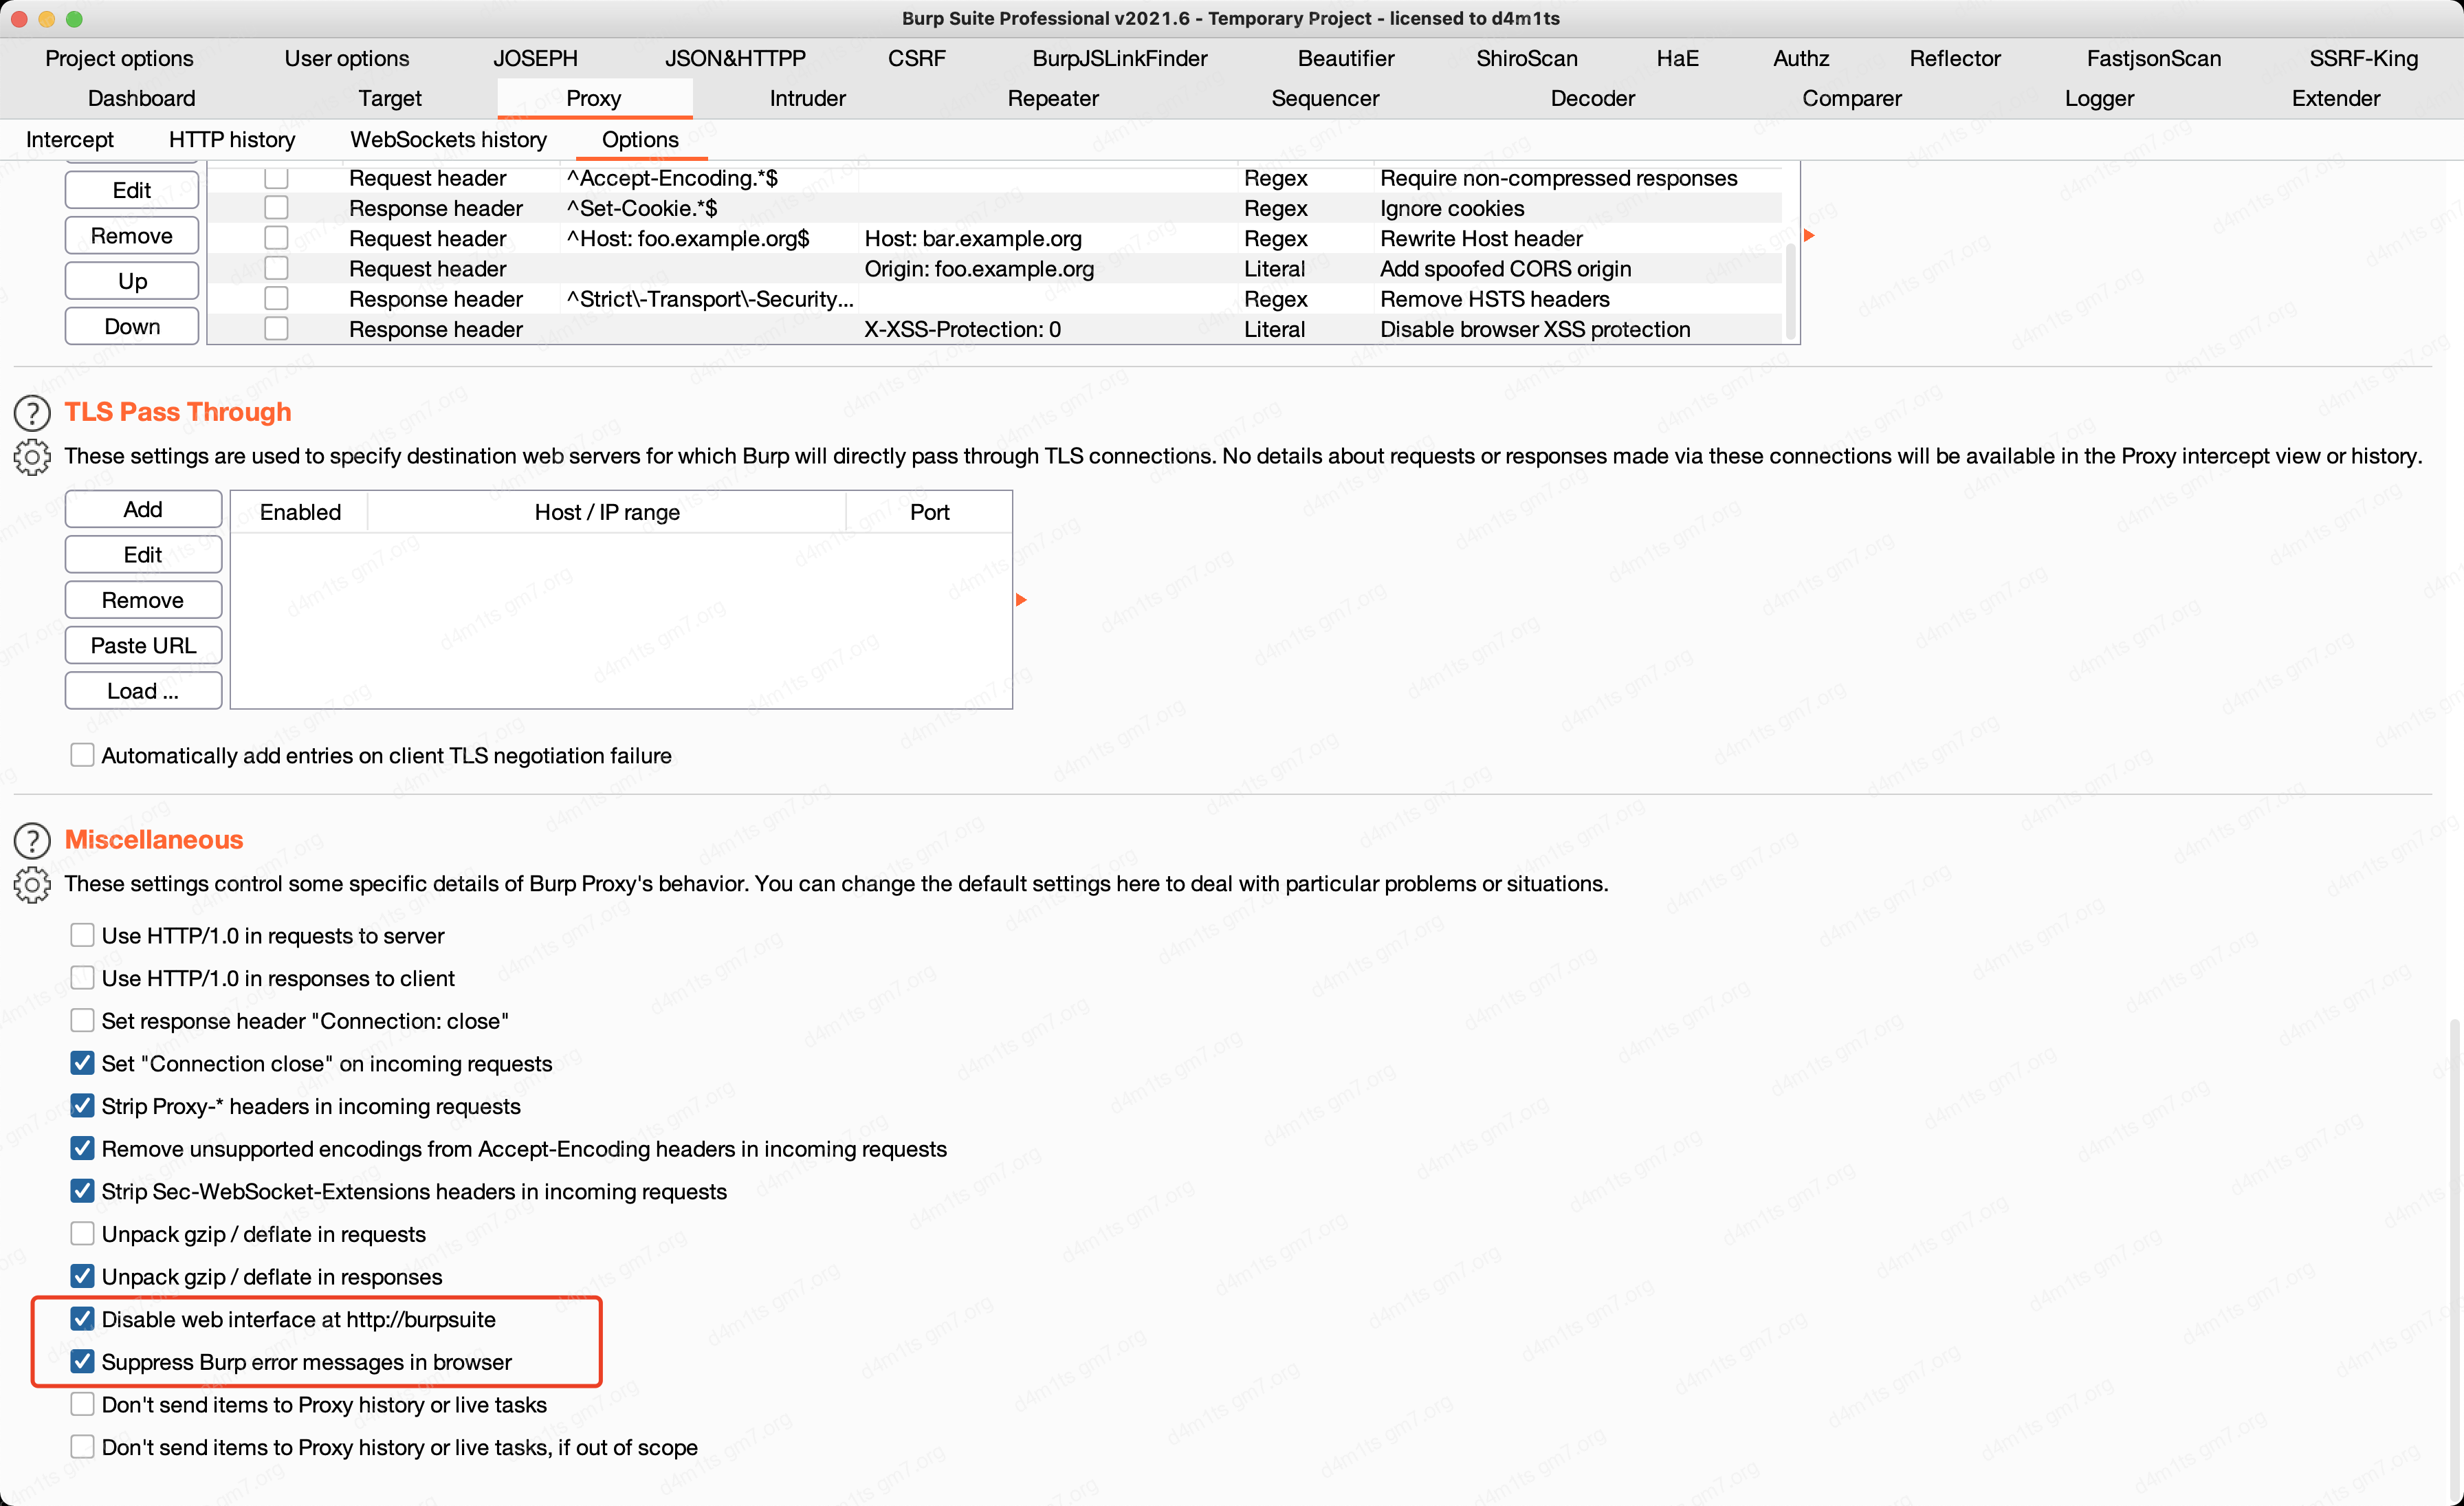 Burp Suite Professional v2021.6 - Temporary Project - licensed to d4m1ts
Project options User options JOSEPH JSON&HTTPP CSRF BurpJSLinkFinder Beautifier ShiroScan HaE Authz Reflector FastjsonScan SSRF-King
Dashboard Target Proxy Intruder Repeater Sequencer Decoder Comparer Logger Extender
Intercept HTTP history WebSockets history Options
Edit
Remove
Up
Down
Request header ^Accept-Encoding.*$ Regex Require non-compressed responses
Response header ^Set-Cookie.*$ Regex Ignore cookies
Request header ^Host: foo.example.org$ Host: bar.example.org Regex Rewrite Host header
Request header Origin: foo.example.org Literal Add spoofed CORS origin
Response header ^Strict\-Transport\-Security... Regex Remove HSTS headers
Response header X-XSS-Protection: 0 Literal Disable browser XSS protection
TLS Pass Through
These settings are used to specify destination web servers for which Burp will directly pass through TLS connections. No details about requests or responses made via these connections will be available in the Proxy intercept view or history.
Add
Edit
Remove
Paste URL
Load ...
Enabled Host / IP range Port
Automatically add entries on client TLS negotiation failure
Miscellaneous
These settings control some specific details of Burp Proxy's behavior. You can change the default settings here to deal with particular problems or situations.
Use HTTP/1.0 in requests to server
Use HTTP/1.0 in responses to client
Set response header "Connection: close"
Set "Connection close" on incoming requests
Strip Proxy-* headers in incoming requests
Remove unsupported encodings from Accept-Encoding headers in incoming requests
Strip Sec-WebSocket-Extensions headers in incoming requests
Unpack gzip / deflate in requests
Unpack gzip / deflate in responses
Disable web interface at http://burpsuite
Suppress Burp error messages in browser
Don't send items to Proxy history or live tasks
Don't send items to Proxy history or live tasks, if out of scope
d4m1ts gm7.org